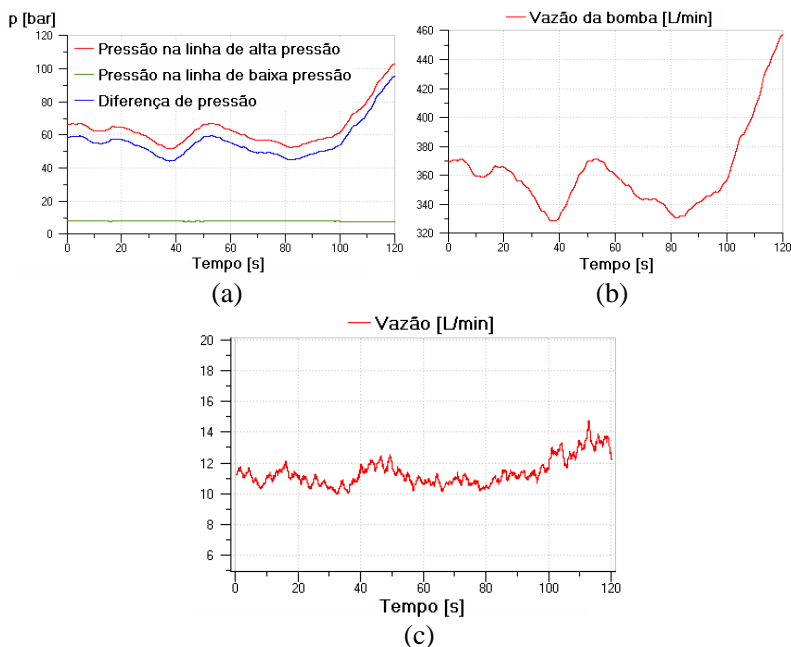 p [bar]
120
100
80
60
40
20
0
Pressão na linha de alta pressão
Pressão na linha de baixa pressão
Diferença de pressão
0 20 40 60 80 100 120
Tempo [s]
(a)
Vazão da bomba [L/min]
460
440
420
400
380
360
340
320
0 20 40 60 80 100 120
Tempo [s]
(b)
Vazão [L/min]
20
18
16
14
12
10
8
6
0 20 40 60 80 100 120
Tempo [s]
(c)